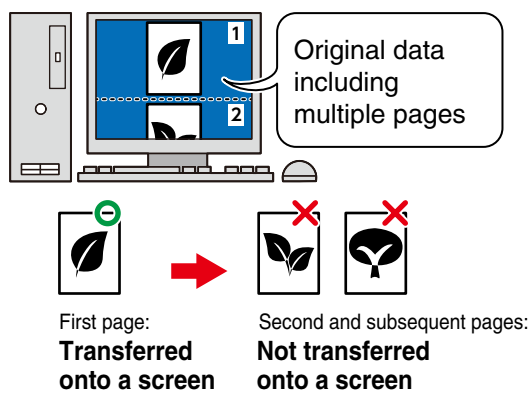 1
Original data
including
multiple pages
2
First page:
Transferred
onto a screen
Second and subsequent pages:
Not transferred
onto a screen